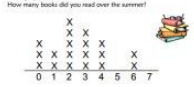 How many books did you read over the summer?
X
X X
X X X X
X X X X X X
X X X X X X
0 1 2 3 4 5 6 7